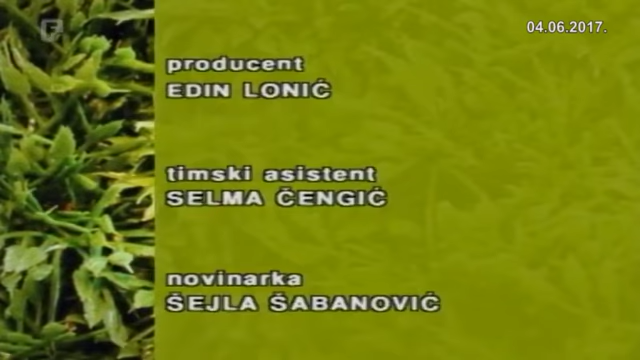 04.06.2017.
producent
EDIN LONIĆ
timski asistent
SELMA ČENGIĆ
novinarka
ŠEJLA ŠABANOVIĆ